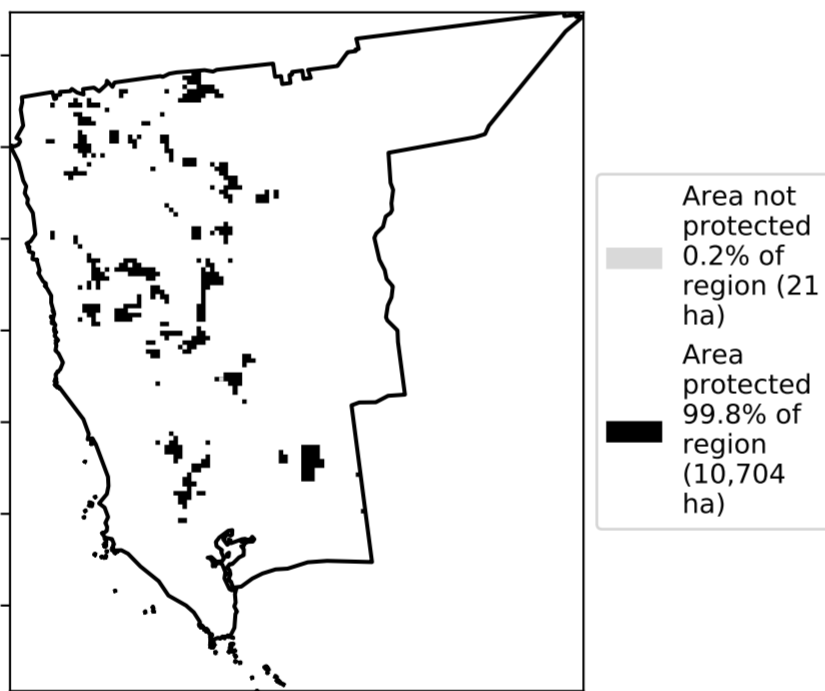 Area not
protected
0.2% of
region (21
ha)
Area
protected
99.8% of
region
(10,704
ha)